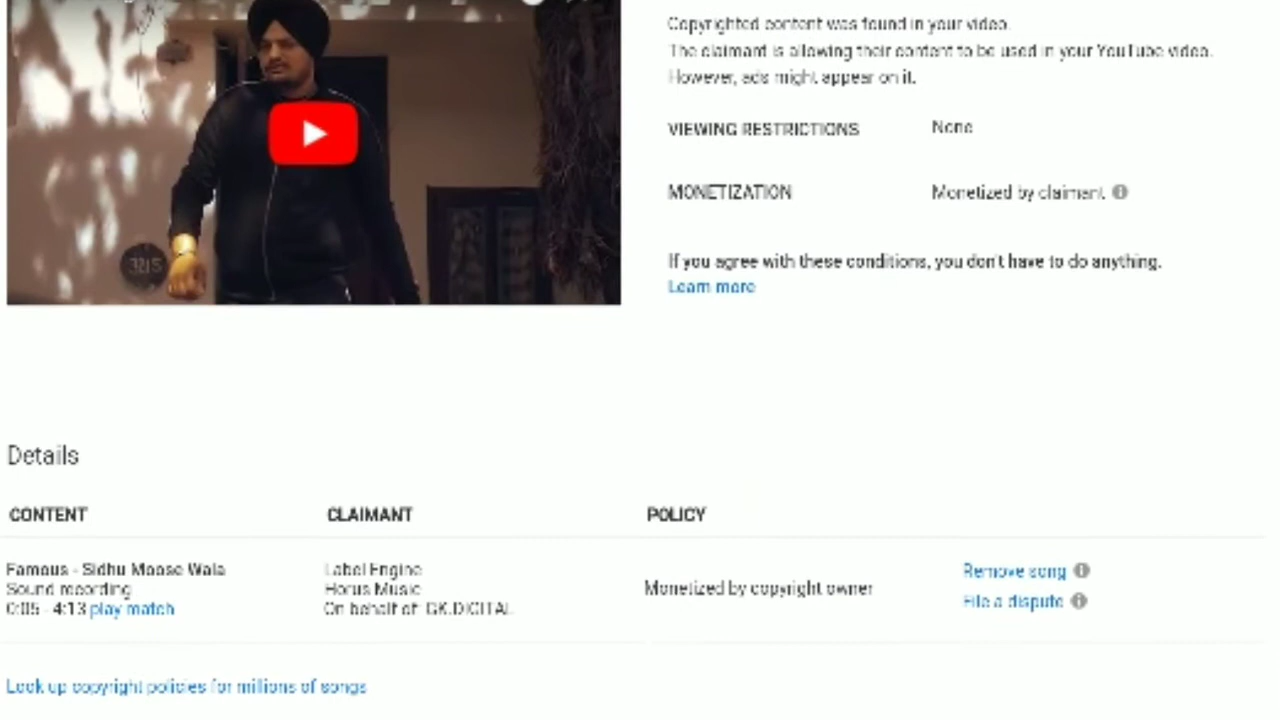 Copyrighted content was found in your video.
The claimant is allowing their content to be used in your YouTube video.
However, ads might appear on it.
VIEWING RESTRICTIONS None
MONETIZATION Monetized by claimant
If you agree with these conditions, you don't have to do anything.
Learn more
3215
Details
CONTENT CLAIMANT POLICY
Famous - Sidhu Moose Wala
Sound recording
0:05 - 4:13 play match
Label Engine
Horus Music
On behalf of: GK.DIGITAL
Monetized by copyright owner
Remove song
File a dispute
Look up copyright policies for millions of songs